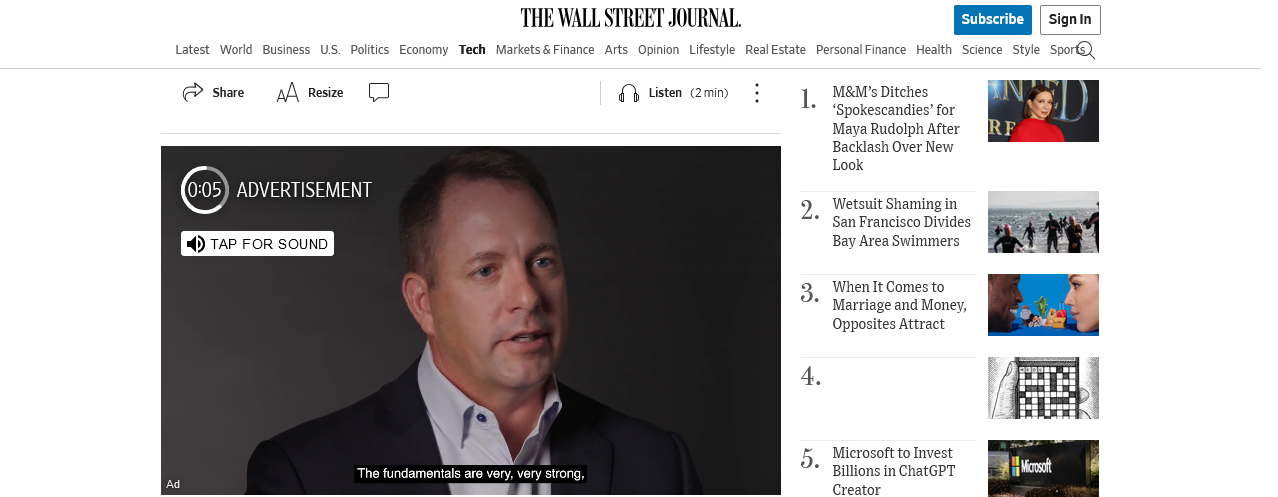 THE WALL STREET JOURNAL.
Subscribe
Sign In
Latest World Business U.S. Politics Economy Tech Markets & Finance Arts Opinion Lifestyle Real Estate Personal Finance Health Science Style Sports
Share
Resize
Listen (2 min)
0:05 ADVERTISEMENT
TAP FOR SOUND
The fundamentals are very, very strong,
Ad
1.
M&M’s Ditches
‘Spokescandies’ for
Maya Rudolph After
Backlash Over New
Look
2.
Wetsuit Shaming in
San Francisco Divides
Bay Area Swimmers
3.
When It Comes to
Marriage and Money,
Opposites Attract
4.
5.
Microsoft to Invest
Billions in ChatGPT
Creator
Microsoft